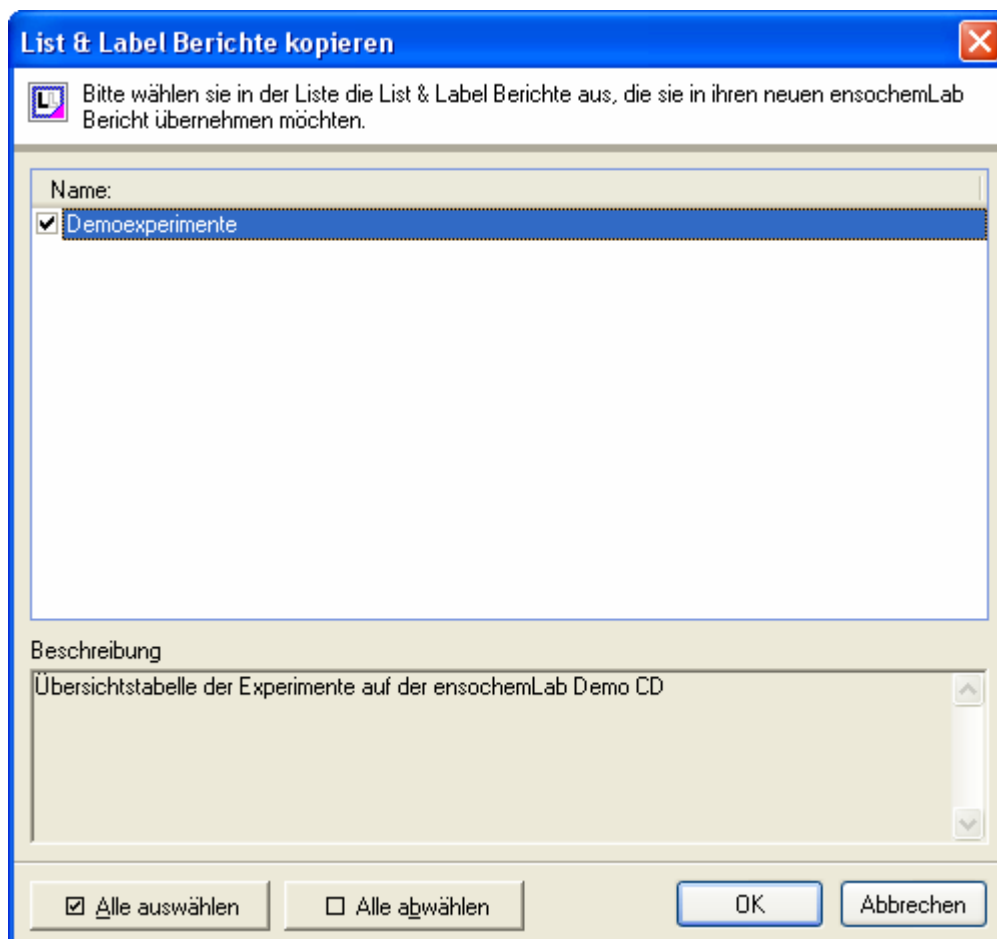 List & Label Berichte kopieren
Bitte wählen sie in der Liste die List & Label Berichte aus, die sie in ihren neuen ensochemLab
Bericht übernehmen möchten.
Name:
Demoexperimente
Beschreibung
Übersichtstabelle der Experimente auf der ensochemLab Demo CD
Alle auswählen
Alle abwählen
OK
Abbrechen